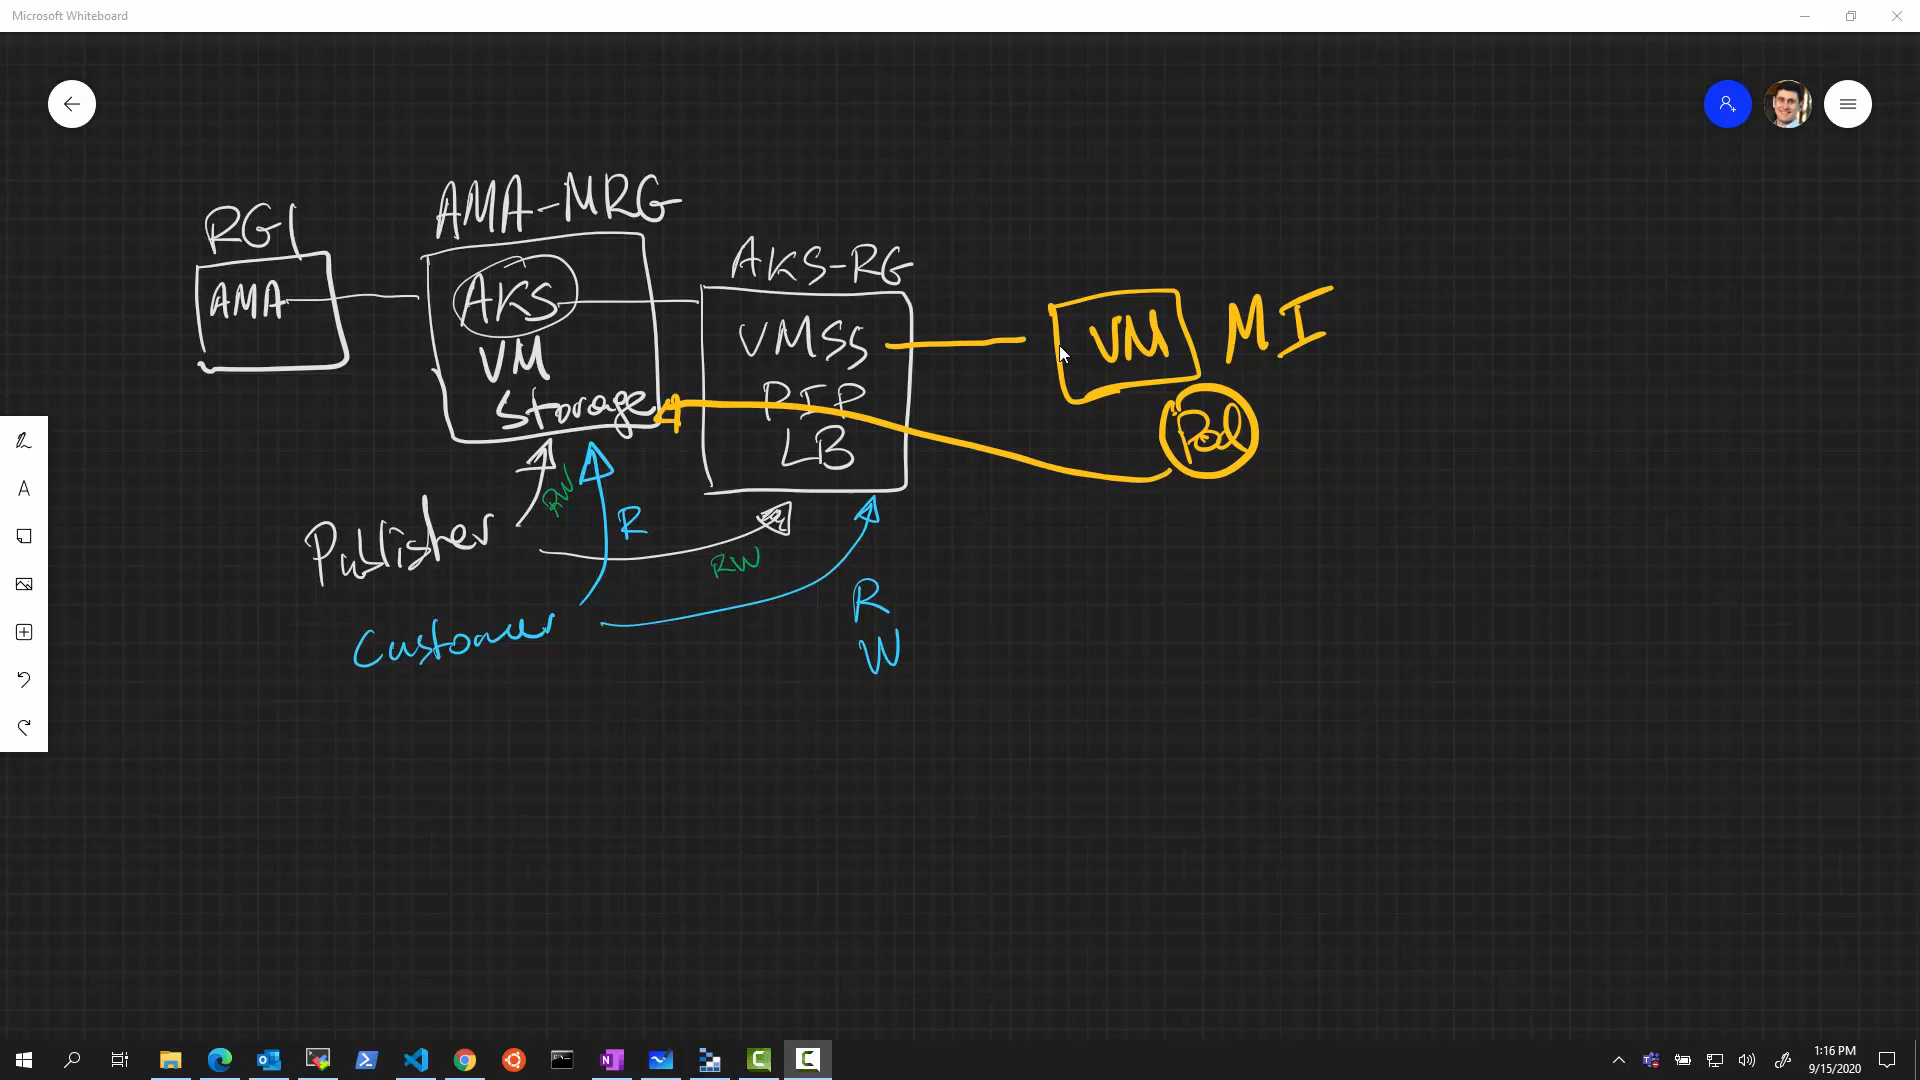 Microsoft Whiteboard
RG1
AMA
AMA-MRG
AKS
VM
Storage
AKS-RG
VMSS
PIP
LB
VM
MI
Pod
Publisher
RW
RW
Customer
R
R
W
1:16 PM
9/15/2020